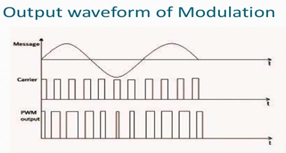 Output waveform of Modulation
Message
t
Carrier
t
PWM
output
t